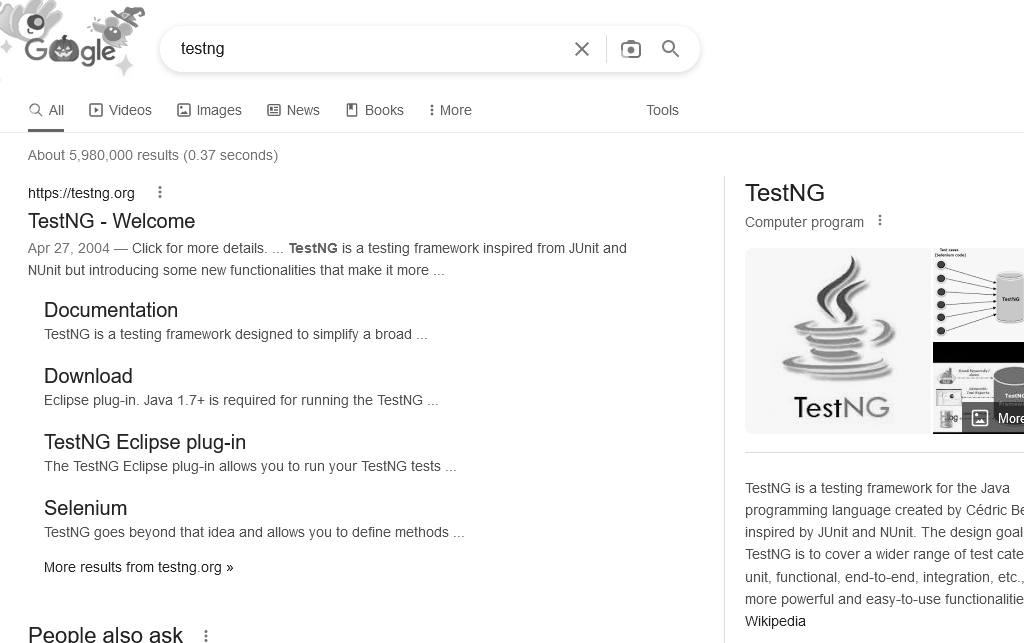 Google
testng
All Videos Images News Books More Tools
About 5,980,000 results (0.37 seconds)
https://testng.org
TestNG - Welcome
Apr 27, 2004 — Click for more details. ... TestNG is a testing framework inspired from JUnit and
NUnit but introducing some new functionalities that make it more ...
Documentation
TestNG is a testing framework designed to simplify a broad ...
Download
Eclipse plug-in. Java 1.7+ is required for running the TestNG ...
TestNG Eclipse plug-in
The TestNG Eclipse plug-in allows you to run your TestNG tests ...
Selenium
TestNG goes beyond that idea and allows you to define methods ...
More results from testng.org »
People also ask
TestNG
Computer program
TestNG
Test cases
(Selenium code)
TestNG
TestNG
More
TestNG is a testing framework for the Java
programming language created by Cédric Be
inspired by JUnit and NUnit. The design goal
TestNG is to cover a wider range of test cate
unit, functional, end-to-end, integration, etc.,
more powerful and easy-to-use functionalitie
Wikipedia